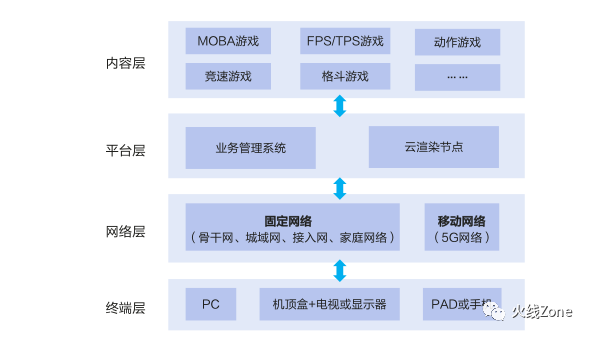 内容层
MOBA游戏
FPS/TPS游戏
动作游戏
竞速游戏
格斗游戏
……
平台层
业务管理系统
云渲染节点
网络层
固定网络
（骨干网、城域网、接入网、家庭网络）
移动网络
（5G网络）
终端层
PC
机顶盒+电视或显示器
PAD或手机
火线Zone